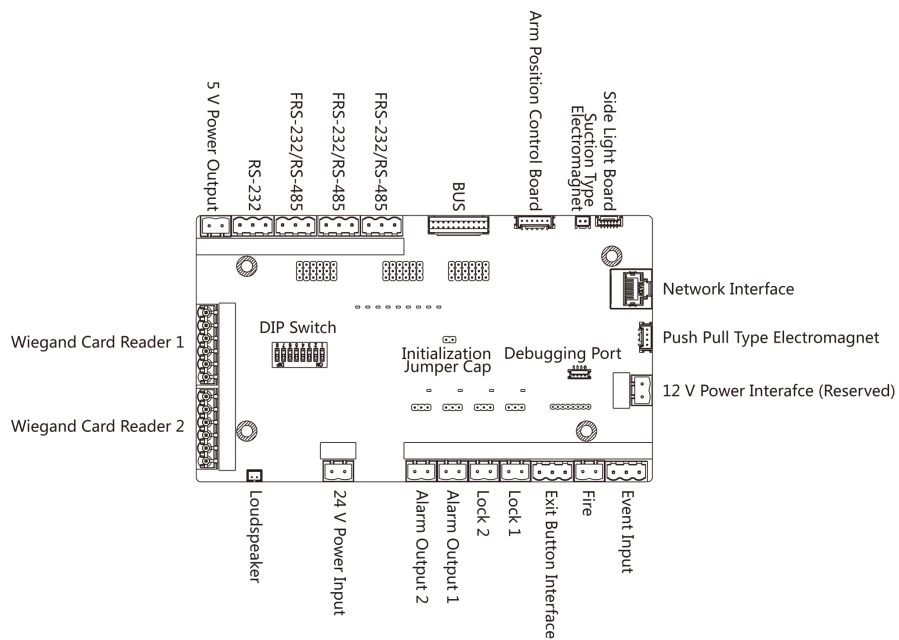 5 V Power Output
RS-232
FRS-232/RS-485
FRS-232/RS-485
FRS-232/RS-485
BUS
Arm Position Control Board
Suction Type
Electromagnet
Side Light Board
Network Interface
Push Pull Type Electromagnet
12 V Power Interafce (Reserved)
Wiegand Card Reader 1
Wiegand Card Reader 2
DIP Switch
Initialization
Jumper Cap
Debugging Port
Loudspeaker
24 V Power Input
Alarm Output 2
Alarm Output 1
Lock 2
Lock 1
Exit Button Interface
Fire
Event Input